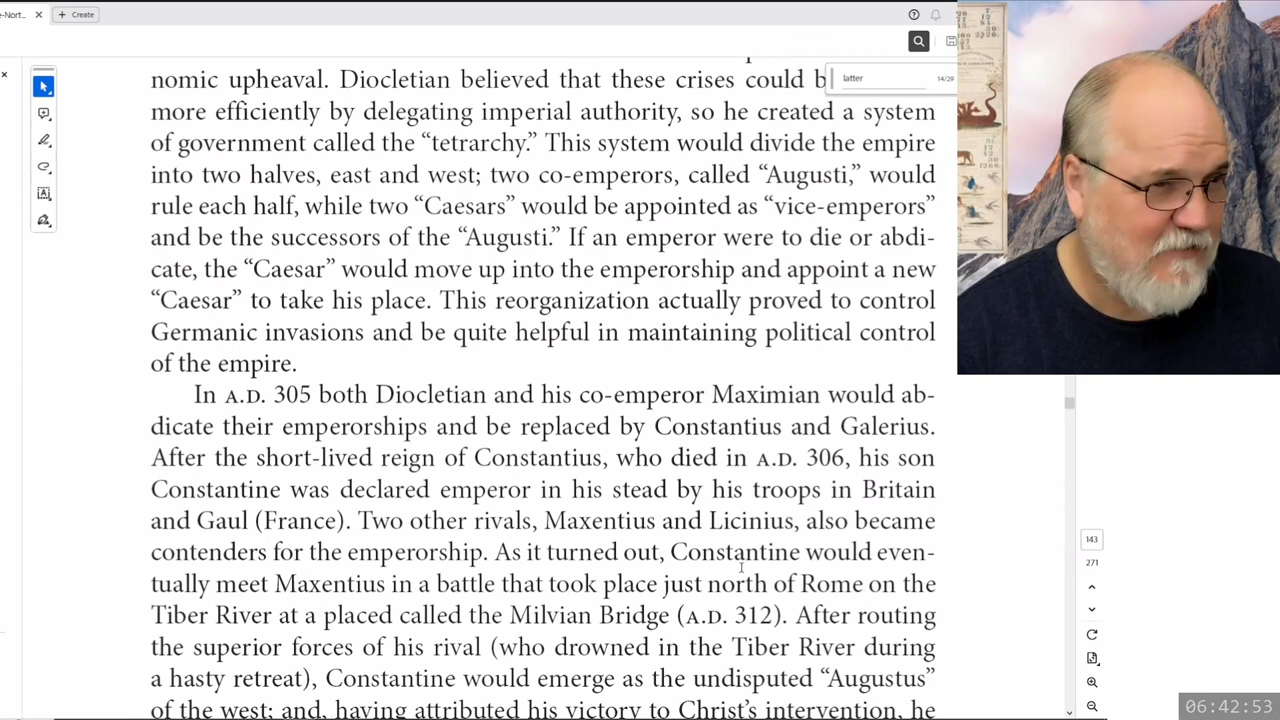 e-Nort...
+ Create
latter
14/29
nomic upheaval. Diocletian believed that these crises could b
more efficiently by delegating imperial authority, so he created a system
of government called the “tetrarchy.” This system would divide the empire
into two halves, east and west; two co-emperors, called “Augusti,” would
rule each half, while two “Caesars” would be appointed as “vice-emperors”
and be the successors of the “Augusti.” If an emperor were to die or abdi-
cate, the “Caesar” would move up into the emperorship and appoint a new
“Caesar” to take his place. This reorganization actually proved to control
Germanic invasions and be quite helpful in maintaining political control
of the empire.
In A.D. 305 both Diocletian and his co-emperor Maximian would ab-
dicate their emperorships and be replaced by Constantius and Galerius.
After the short-lived reign of Constantius, who died in A.D. 306, his son
Constantine was declared emperor in his stead by his troops in Britain
and Gaul (France). Two other rivals, Maxentius and Licinius, also became
contenders for the emperorship. As it turned out, Constantine would even-
tually meet Maxentius in a battle that took place just north of Rome on the
Tiber River at a placed called the Milvian Bridge (A.D. 312). After routing
the superior forces of his rival (who drowned in the Tiber River during
a hasty retreat), Constantine would emerge as the undisputed “Augustus”
of the west; and, having attributed his victory to Christ’s intervention, he
143
271
06:42:53